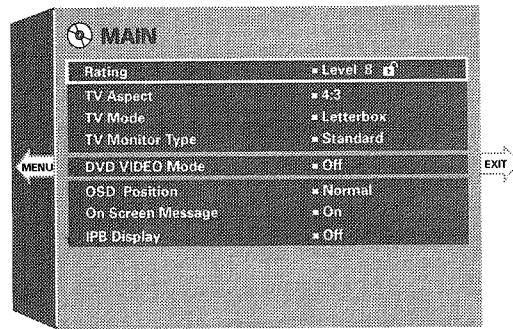 MAIN
Rating ▪ Level 8
TV Aspect ▪ 4:3
TV Mode ▪ Letterbox
TV Monitor Type ▪ Standard
MENU
DVD VIDEO Mode ▪ Off
EXIT
OSD Position ▪ Normal
On Screen Message ▪ On
IPB Display ▪ Off